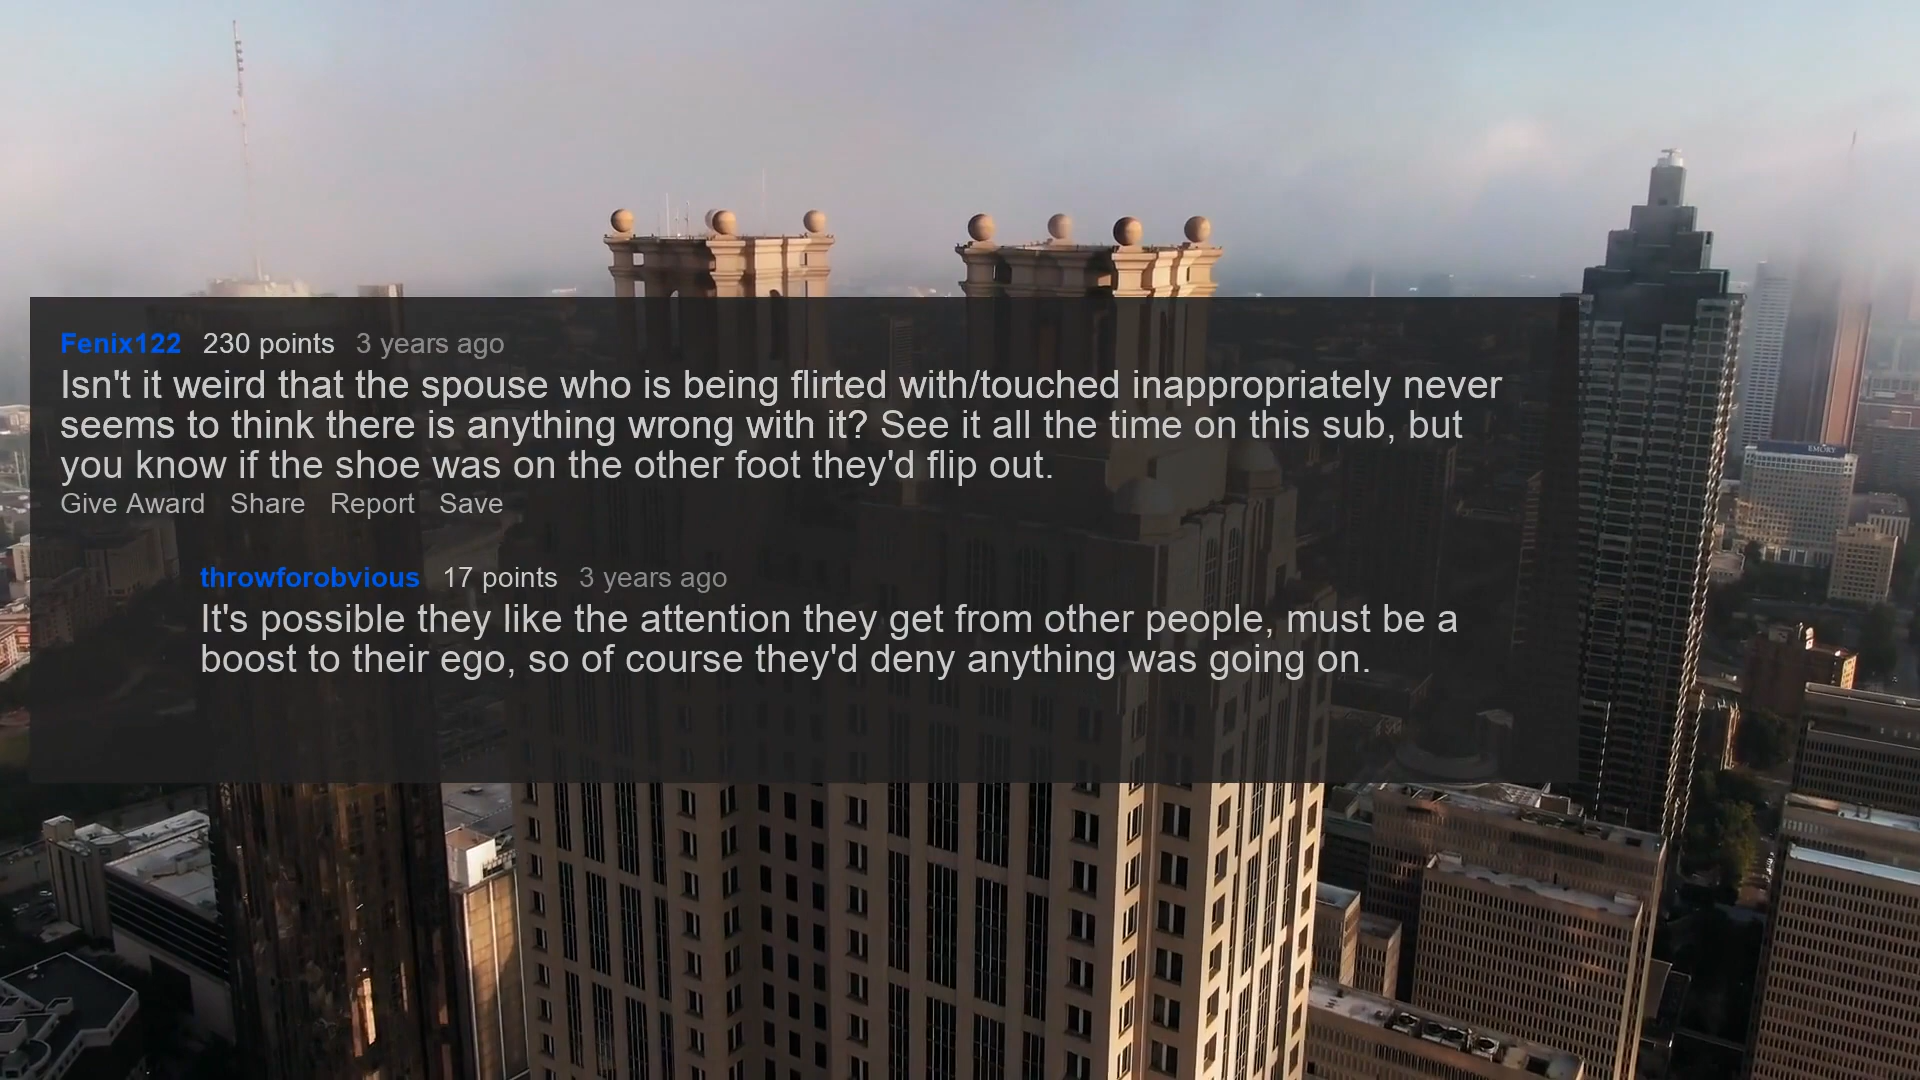 Fenix122 230 points 3 years ago
Isn't it weird that the spouse who is being flirted with/touched inappropriately never
seems to think there is anything wrong with it? See it all the time on this sub, but
you know if the shoe was on the other foot they'd flip out.
Give Award Share Report Save
EMORY
throwforobvious 17 points 3 years ago
It's possible they like the attention they get from other people, must be a
boost to their ego, so of course they'd deny anything was going on.